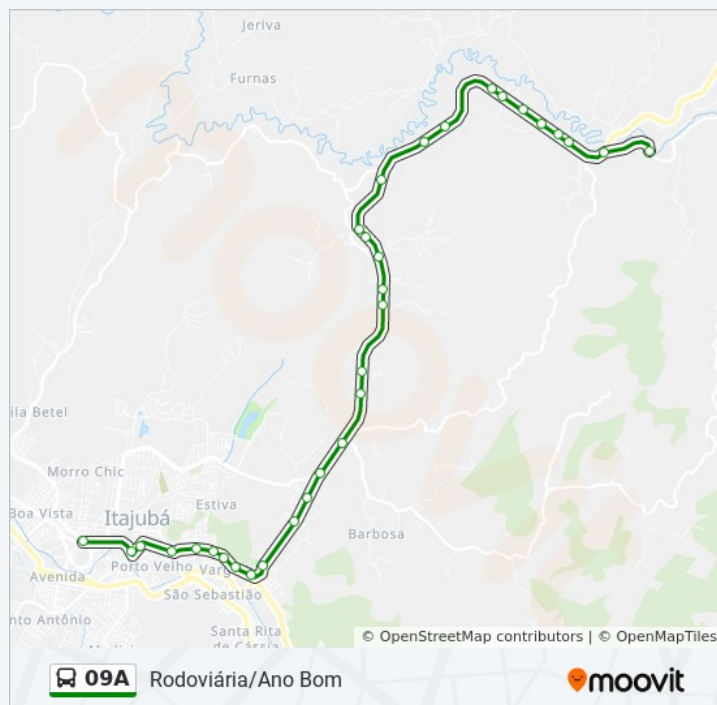 Jeriva
Furnas
ila Betel
Morro Chic
Boa Vista
Itajubá
Estiva
Avenida
Porto Velho
Varg
São Sebastião
Barbosa
nto Antônio
Santa Rita
de Cássia
© OpenStreetMap contributors | © OpenMapTiles
09A Rodoviária/Ano Bom
moovit